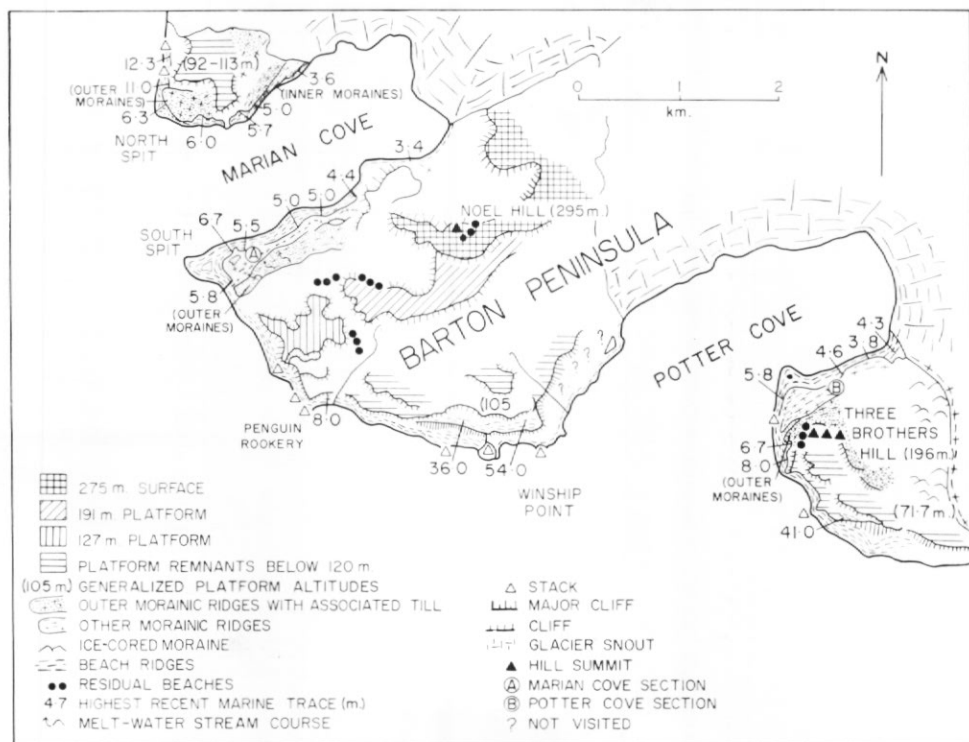 12·3
(92-113m)
(OUTER 11·0
MORAINES)
6·3
NORTH
SPIT
6·0
5·7
5·0
3·6
(INNER MORAINES)
MARIAN COVE
0 1 2
km.
N
3·4
4·4
5·0
5·0
6·7
5·5
SOUTH
SPIT
5·8
(OUTER
MORAINES)
NOEL HILL (295m.)
BARTON PENINSULA
POTTER COVE
PENGUIN
ROOKERY
8·0
(105
36·0
54·0
WINSHIP
POINT
? ? ? ?
4·3
3·8
4·6
5·8
B
THREE
BROTHERS
HILL (196m.)
6·7
8·0
(OUTER
MORAINES)
(71.7m.)
41·0
275 m. SURFACE
191 m. PLATFORM
127 m. PLATFORM
PLATFORM REMNANTS BELOW 120 m
(105 m) GENERALIZED PLATFORM ALTITUDES
OUTER MORAINIC RIDGES WITH ASSOCIATED TILL
OTHER MORAINIC RIDGES
ICE-CORED MORAINE
BEACH RIDGES
RESIDUAL BEACHES
4·7 HIGHEST RECENT MARINE TRACE (m.)
MELT-WATER STREAM COURSE
STACK
MAJOR CLIFF
CLIFF
GLACIER SNOUT
HILL SUMMIT
A MARIAN COVE SECTION
B POTTER COVE SECTION
? NOT VISITED